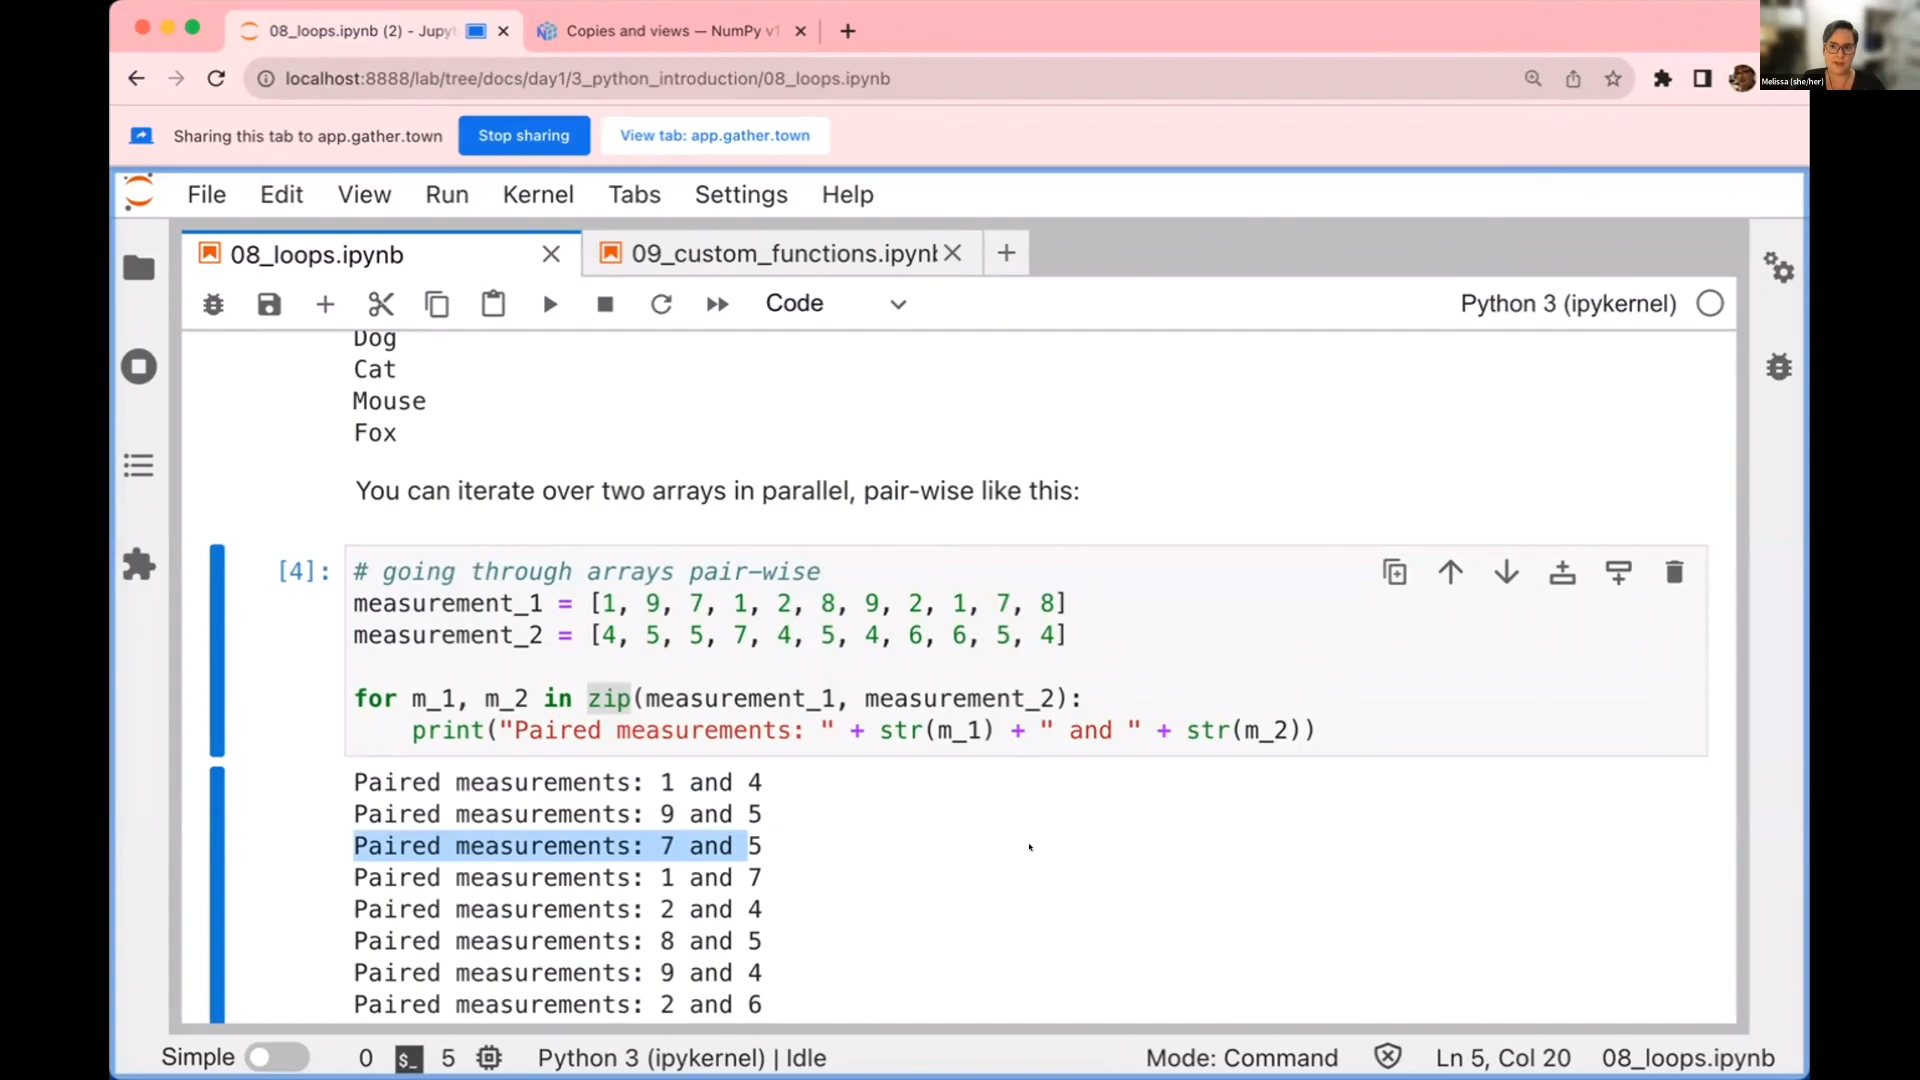 08_loops.ipynb (2) - Jupyt
Copies and views — NumPy v1
localhost:8888/lab/tree/docs/day1/3_python_introduction/08_loops.ipynb
Melissa (she/her)
Sharing this tab to app.gather.town
Stop sharing
View tab: app.gather.town
File Edit View Run Kernel Tabs Settings Help
08_loops.ipynb
09_custom_functions.ipynb
Code
Python 3 (ipykernel)
Dog
Cat
Mouse
Fox
You can iterate over two arrays in parallel, pair-wise like this:
[4]:
# going through arrays pair-wise
measurement_1 = [1, 9, 7, 1, 2, 8, 9, 2, 1, 7, 8]
measurement_2 = [4, 5, 5, 7, 4, 5, 4, 6, 6, 5, 4]
for m_1, m_2 in zip(measurement_1, measurement_2):
print("Paired measurements: " + str(m_1) + " and " + str(m_2))
Paired measurements: 1 and 4
Paired measurements: 9 and 5
Paired measurements: 7 and 5
Paired measurements: 1 and 7
Paired measurements: 2 and 4
Paired measurements: 8 and 5
Paired measurements: 9 and 4
Paired measurements: 2 and 6
Simple 0 $_ 5 Python 3 (ipykernel) | Idle Mode: Command Ln 5, Col 20 08_loops.ipynb